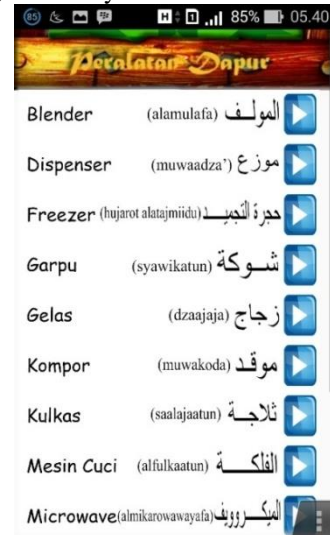 85 H 85% 05.40
Peralatan Dapur
Blender (alamulafa) المولف
Dispenser (muwaadza') موزع
Freezer (hujarot alatajmiidu) حجرة التجميد
Garpu (syawikatun) شوكة
Gelas (dzaajaja) زجاج
Kompor (muwakoda) موقد
Kulkas (saalajaatun) ثلاجة
Mesin Cuci (alfulkaatun) الفلكة
Microwave (almikarowawayafa) الميكروويف